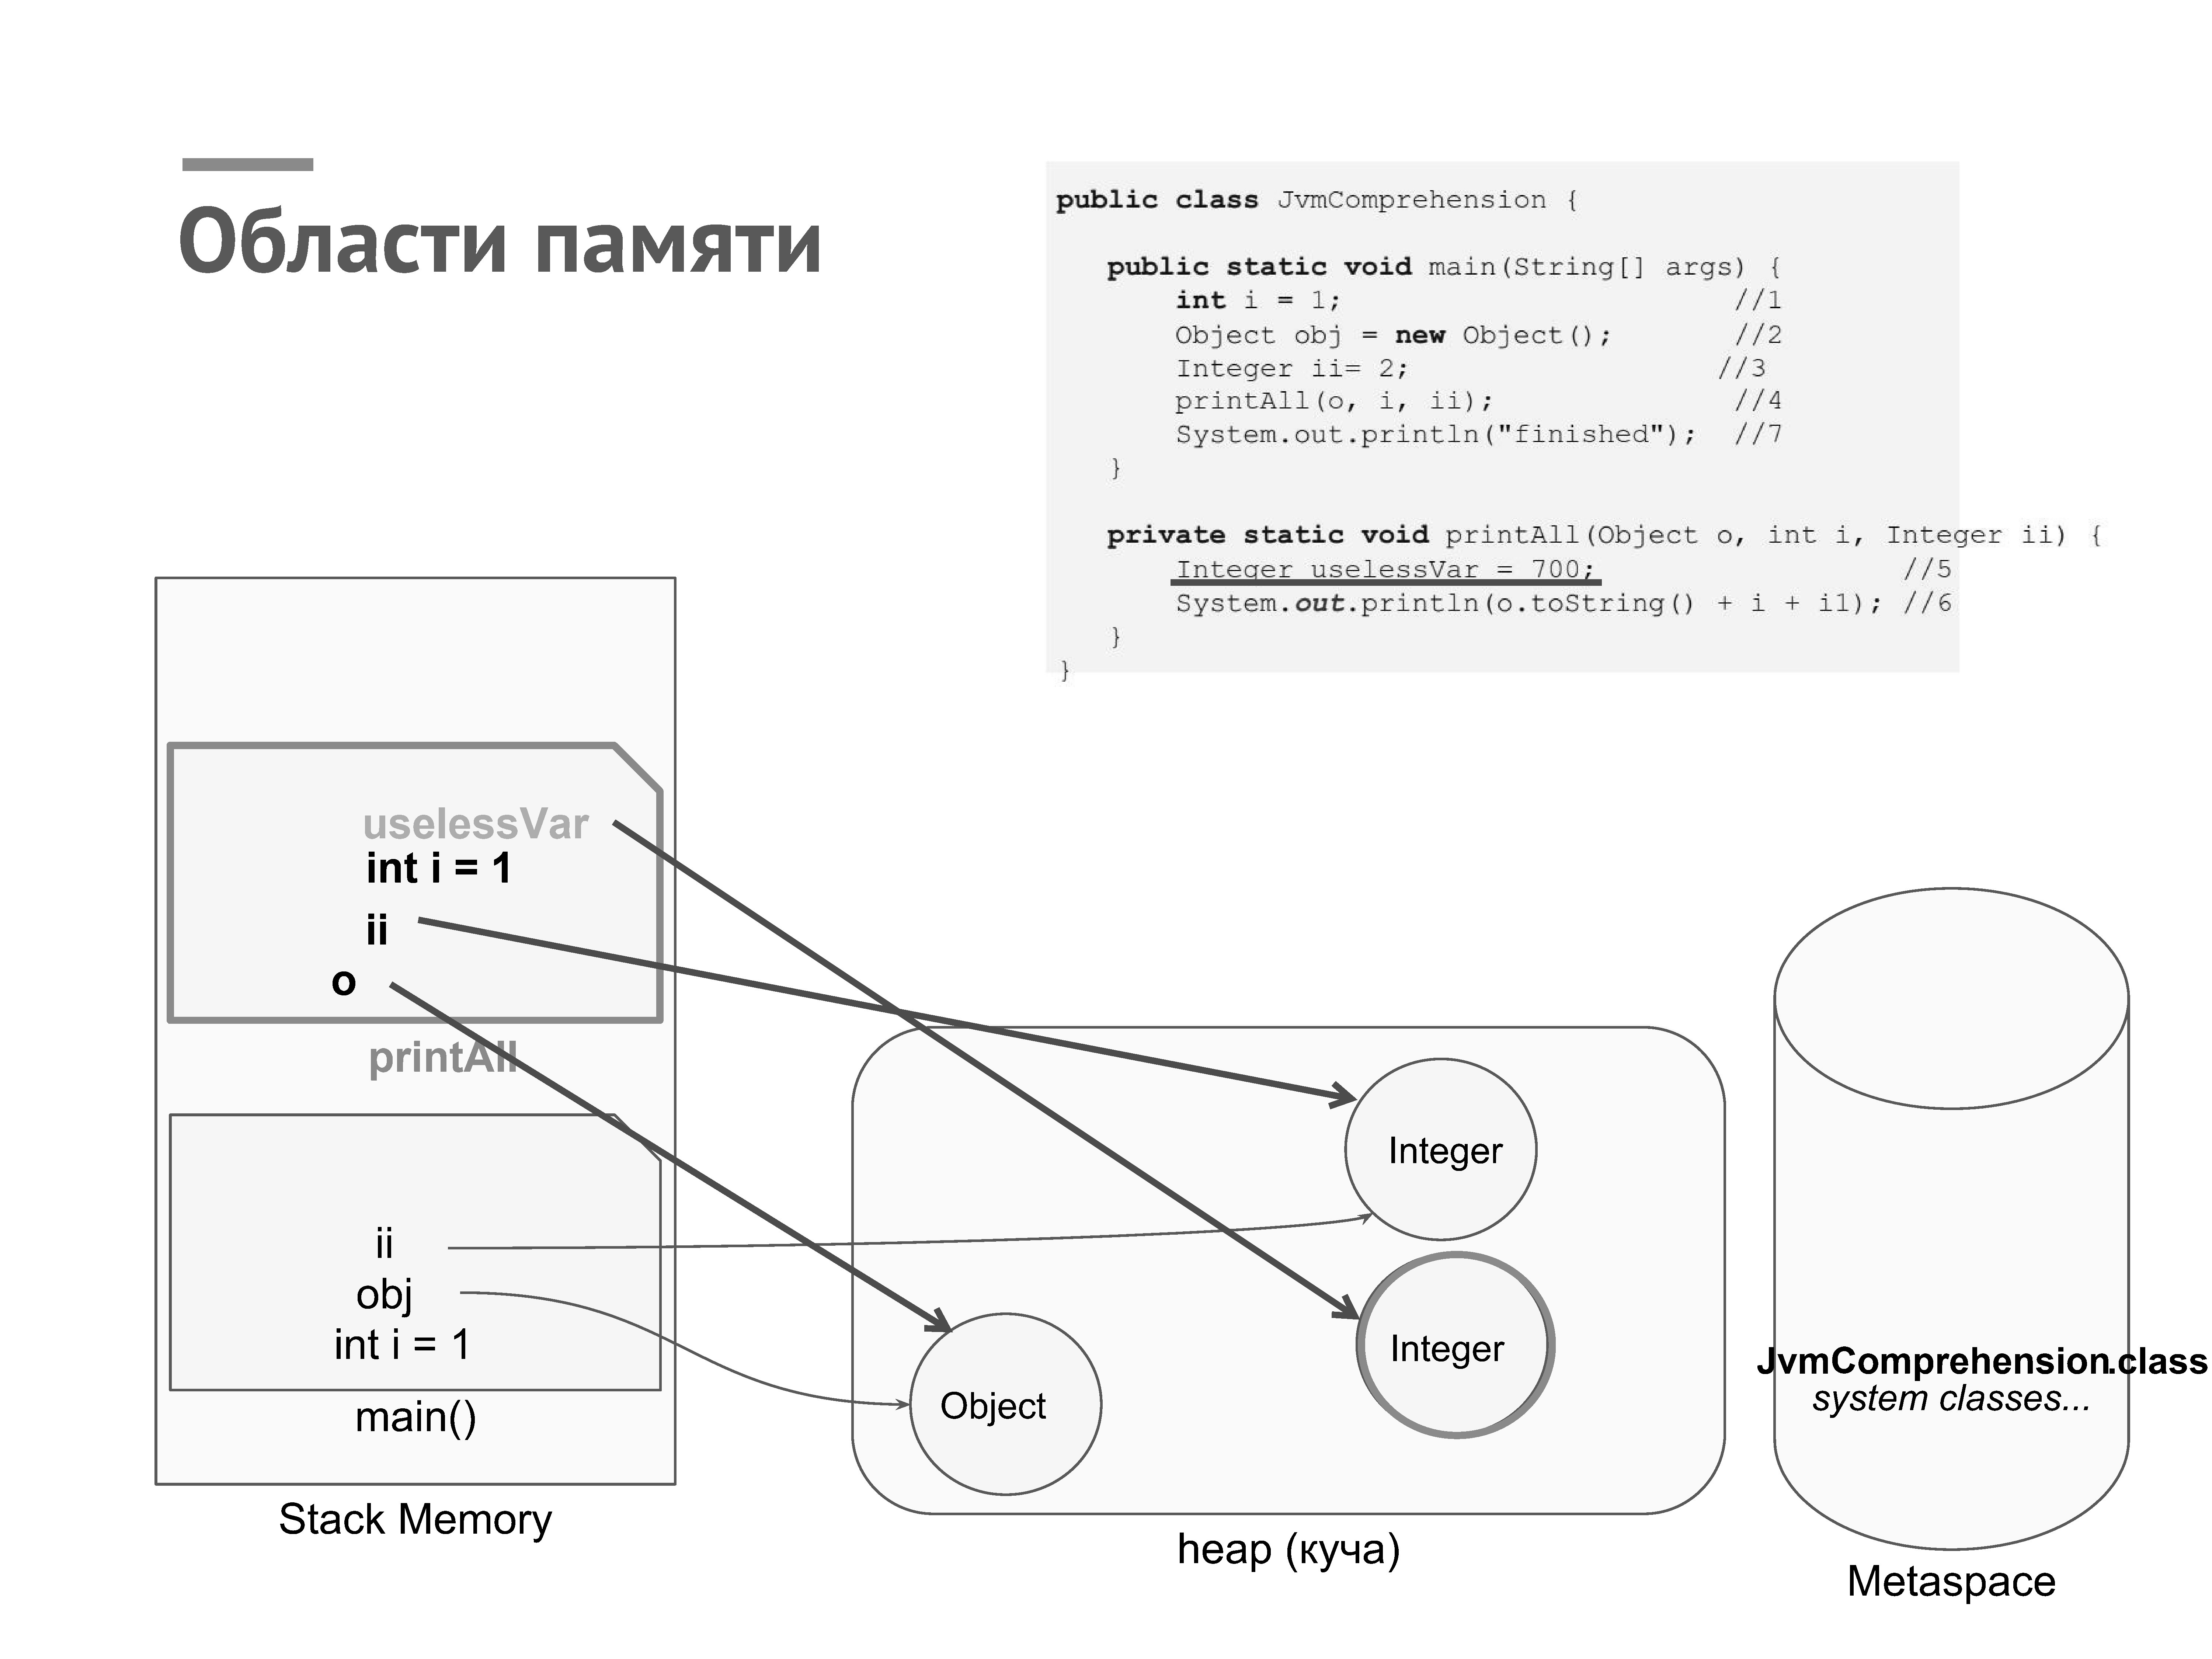 Области памяти
public class JvmComprehension {
public static void main(String[] args) {
int i = 1; //1
Object obj = new Object(); //2
Integer ii= 2; //3
printAll(o, i, ii); //4
System.out.println("finished"); //7
}
private static void printAll(Object o, int i, Integer ii) {
Integer uselessVar = 700; //5
System.out.println(o.toString() + i + i1); //6
}
}
uselessVar
int i = 1
ii
o
printAll
ii
obj
int i = 1
main()
Stack Memory
Integer
Integer
Object
heap (куча)
JvmComprehension.class
system classes...
Metaspace